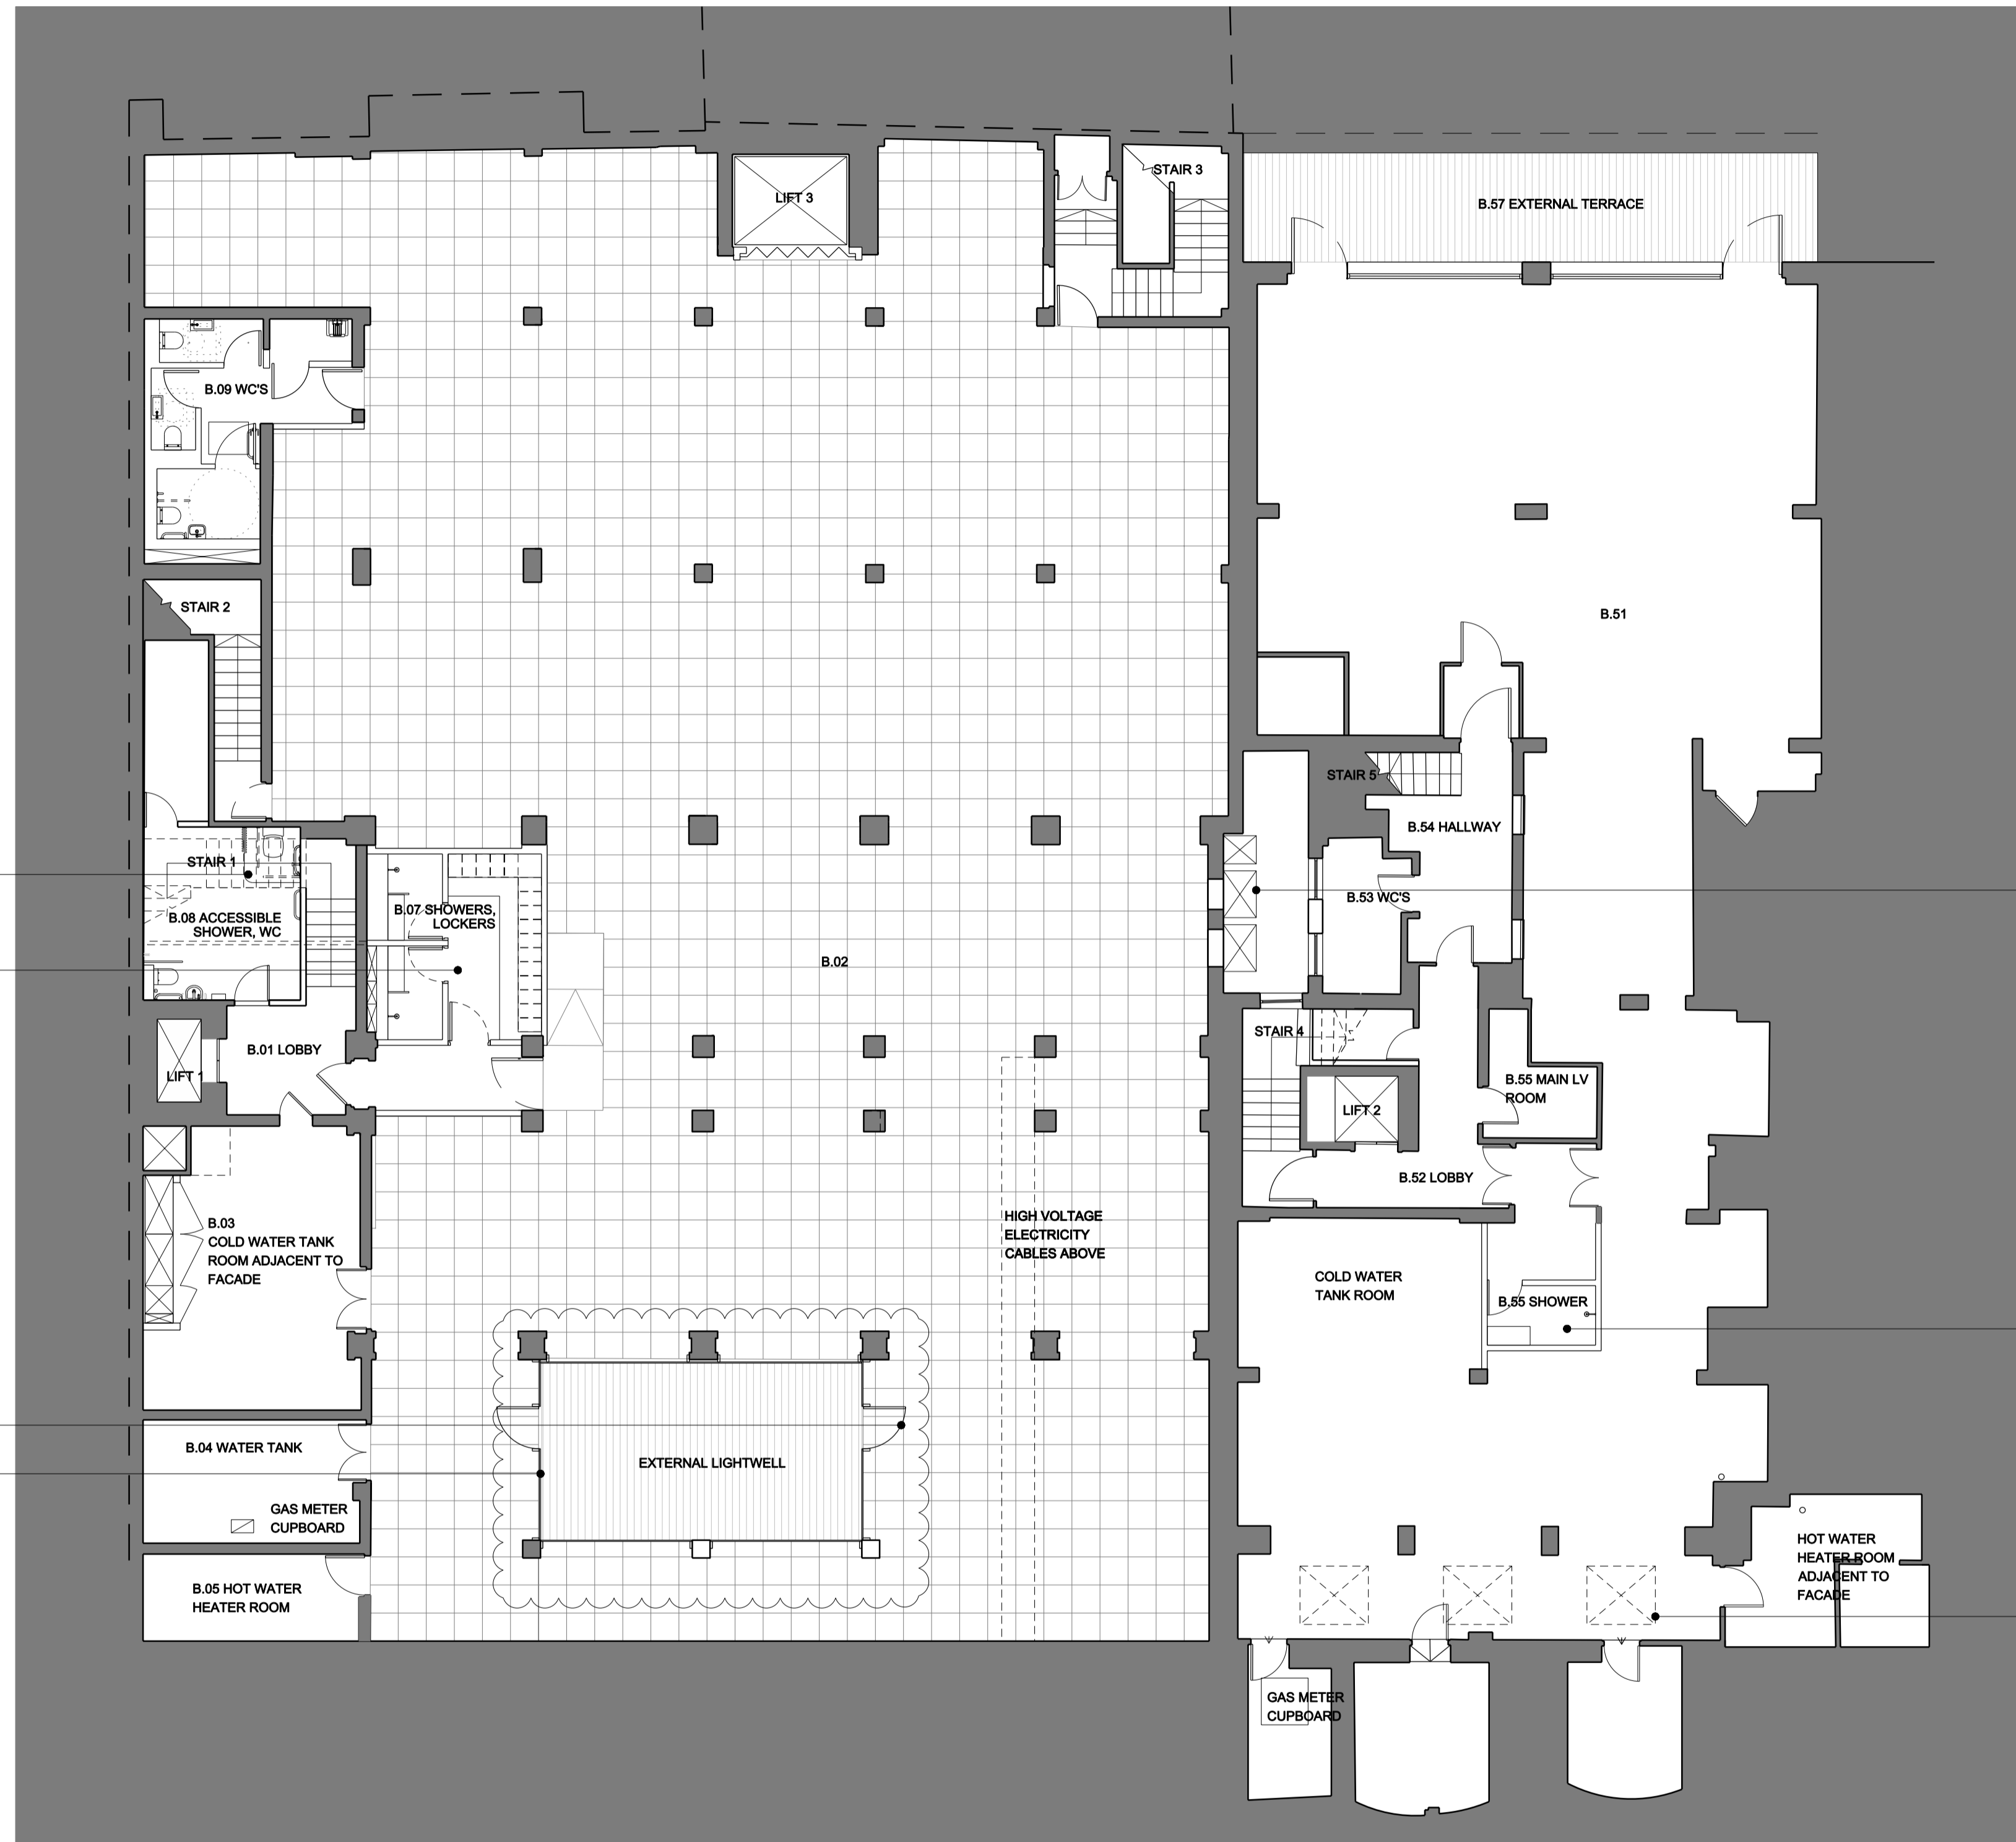 STAIR 3
LIFT 3
B.57 EXTERNAL TERRACE
B.09 WC'S
STAIR 2
B.51
STAIR 5
B.54 HALLWAY
STAIR 1
B.53 WC'S
B.07 SHOWERS,
LOCKERS
B.08 ACCESSIBLE
SHOWER, WC
B.02
STAIR 4
B.01 LOBBY
LIFT 1
B.55 MAIN LV
ROOM
LIFT 2
B.52 LOBBY
B.03
COLD WATER TANK
ROOM ADJACENT TO
FACADE
HIGH VOLTAGE
ELECTRICITY
CABLES ABOVE
COLD WATER
TANK ROOM
B.55 SHOWER
B.04 WATER TANK
EXTERNAL LIGHTWELL
GAS METER
CUPBOARD
HOT WATER
HEATER ROOM
ADJACENT TO
FACADE
B.05 HOT WATER
HEATER ROOM
GAS METER
CUPBOARD